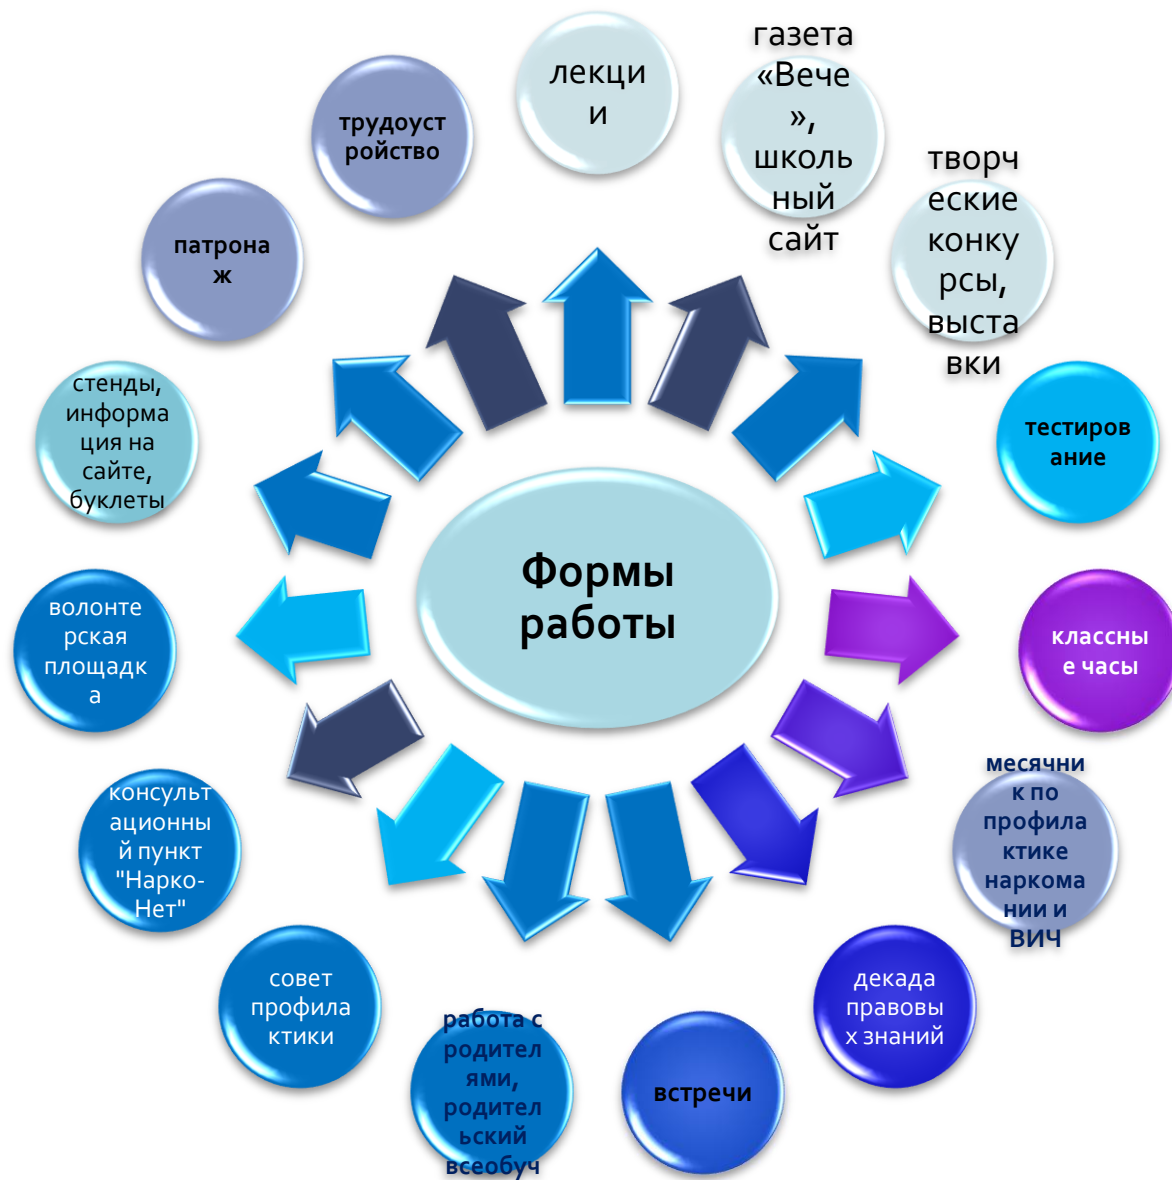 лекци
и
газета
«Вече
»,
школь
ный
сайт
творч
еские
конку
рсы,
выста
вки
тестиров
ание
классны
е часы
месячни
к по
профила
ктике
наркома
нии и
ВИЧ
декада
правовы
х знаний
встречи
работа с
родител
ями,
родител
ьский
всеобуч
совет
профила
ктики
консульт
ационны
й пункт
"Нарко-
Нет"
волонте
рская
площадк
а
стенды,
информа
ция на
сайте,
буклеты
патрона
ж
трудоуст
ройство
Формы
работы